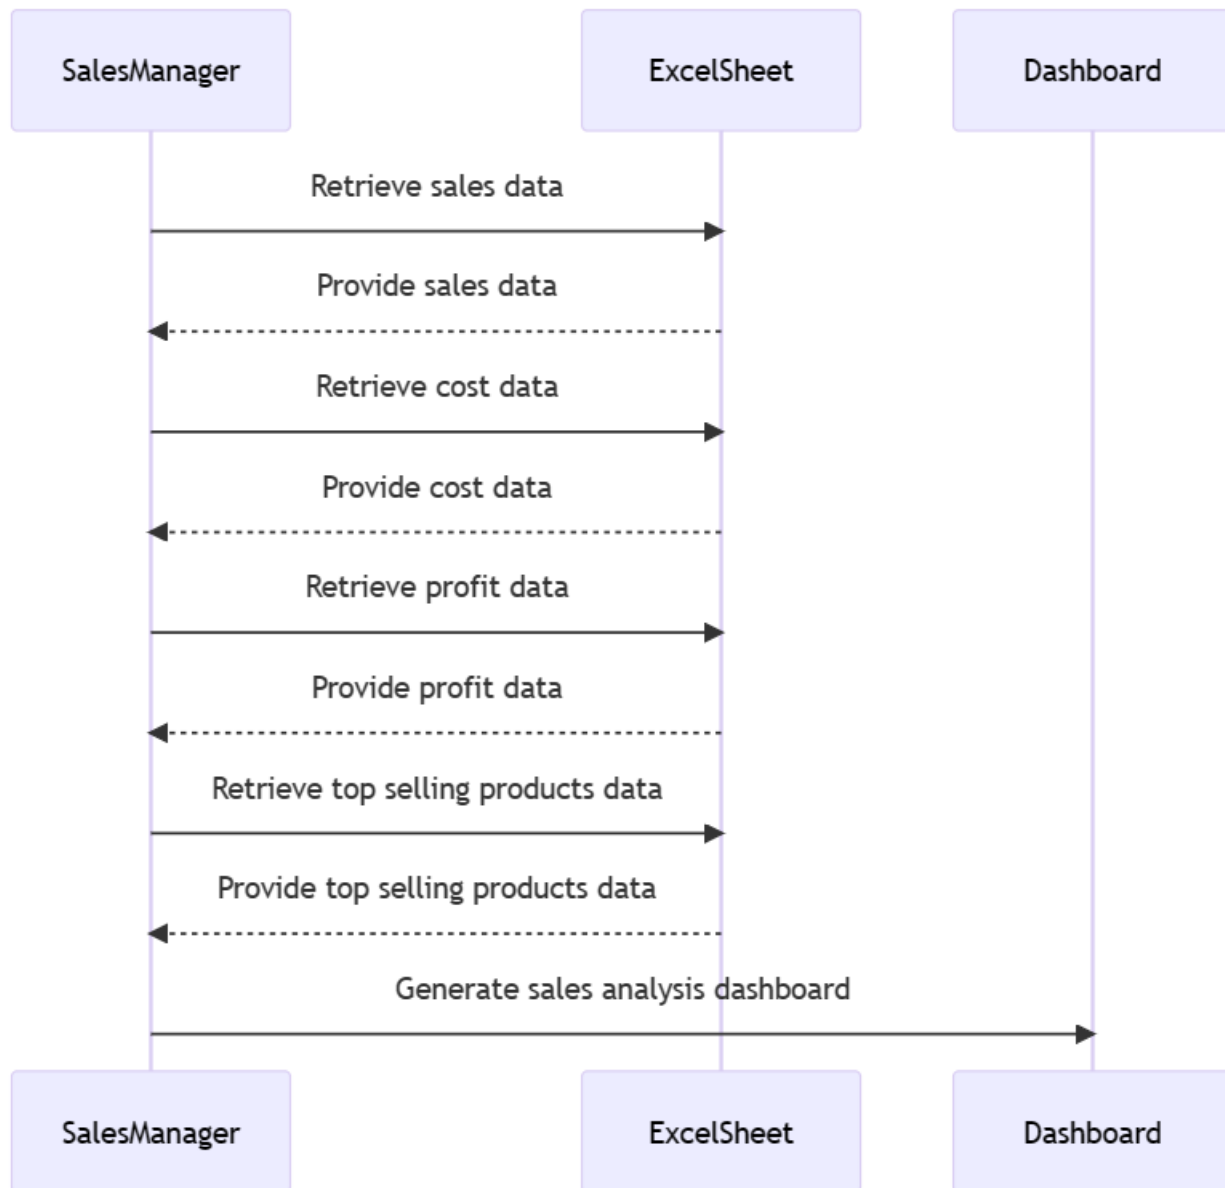 SalesManager
ExcelSheet
Dashboard
Retrieve sales data
Provide sales data
Retrieve cost data
Provide cost data
Retrieve profit data
Provide profit data
Retrieve top selling products data
Provide top selling products data
Generate sales analysis dashboard
SalesManager
ExcelSheet
Dashboard